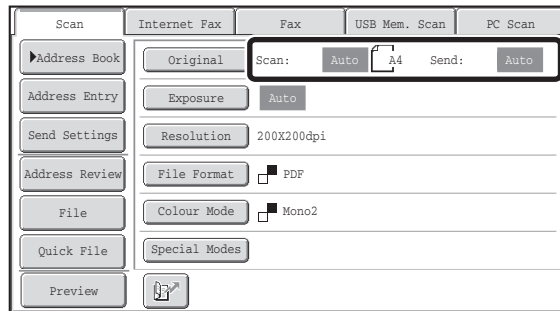 Scan Internet Fax Fax USB Mem. Scan PC Scan
Address Book Original Scan: Auto A4 Send: Auto
Address Entry Exposure Auto
Send Settings Resolution 200X200dpi
Address Review File Format PDF
File Colour Mode Mono2
Quick File Special Modes
Preview